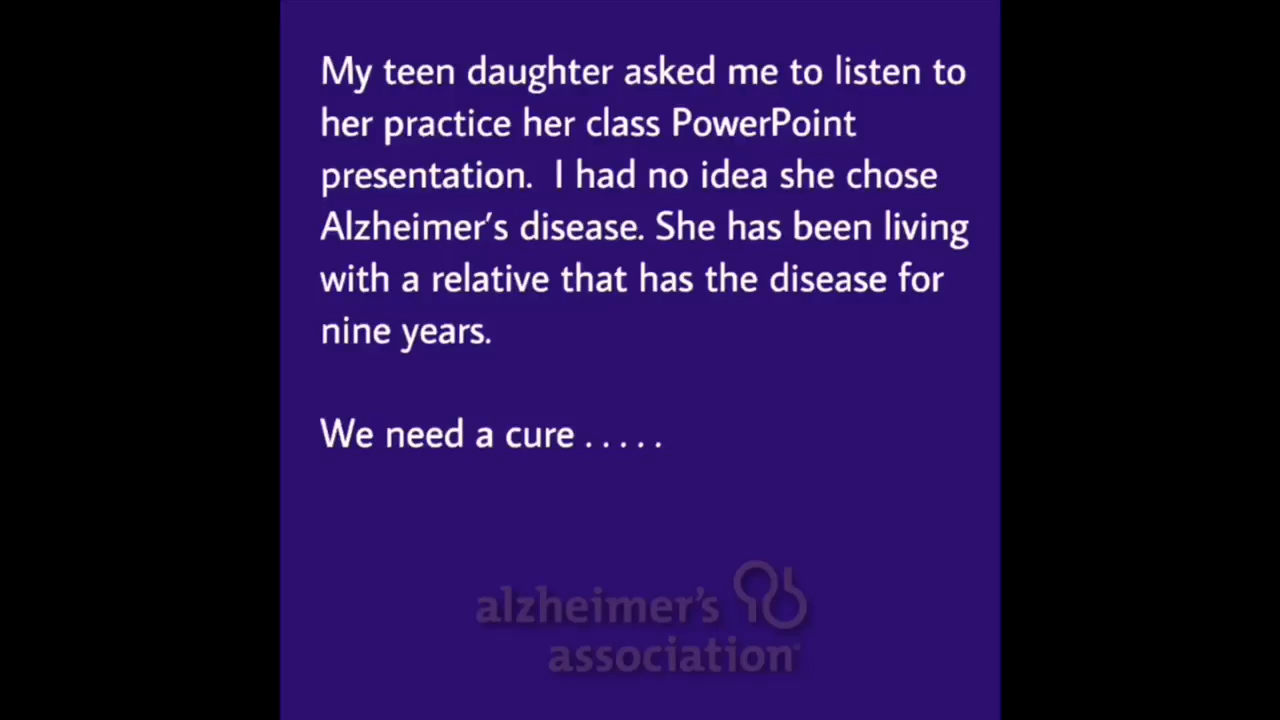 My teen daughter asked me to listen to
her practice her class PowerPoint
presentation.  I had no idea she chose
Alzheimer's disease. She has been living
with a relative that has the disease for
nine years.
We need a cure . . . . .
alzheimer's
association®